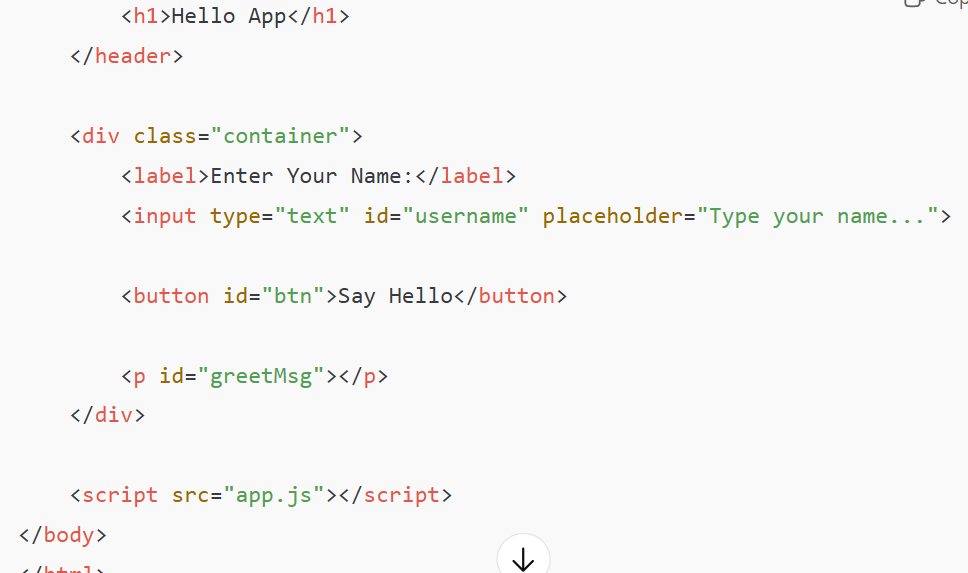 <h1>Hello App</h1>
</header>
<div class="container">
<label>Enter Your Name:</label>
<input type="text" id="username" placeholder="Type your name...">
<button id="btn">Say Hello</button>
<p id="greetMsg"></p>
</div>
<script src="app.js"></script>
</body>
</html>